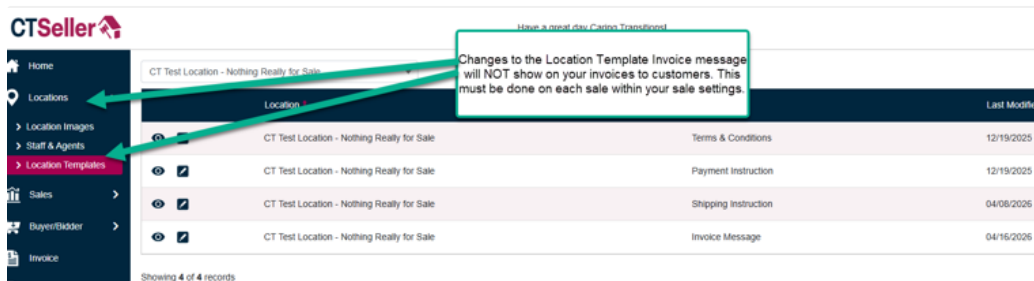 CTSeller
Have a great day Caring Transitions!
Home
Locations
Location Images
Staff & Agents
Location Templates
Sales
Buyer/Bidder
Invoice
CT Test Location - Nothing Really for Sale
Changes to the Location Template Invoice message
will NOT show on your invoices to customers. This
must be done on each sale within your sale settings.
Location Last Modifie
CT Test Location - Nothing Really for Sale Terms & Conditions 12/19/2025
CT Test Location - Nothing Really for Sale Payment Instruction 12/19/2025
CT Test Location - Nothing Really for Sale Shipping Instruction 04/08/2026
CT Test Location - Nothing Really for Sale Invoice Message 04/16/2026
Showing 4 of 4 records